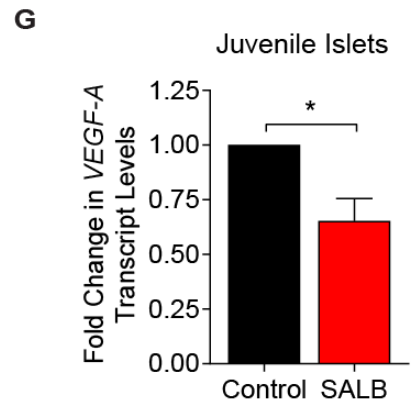 G
Juvenile Islets
Fold Change in VEGF-A
Transcript Levels
1.25
*
1.00
0.75
0.50
0.25
0.00
Control SALB